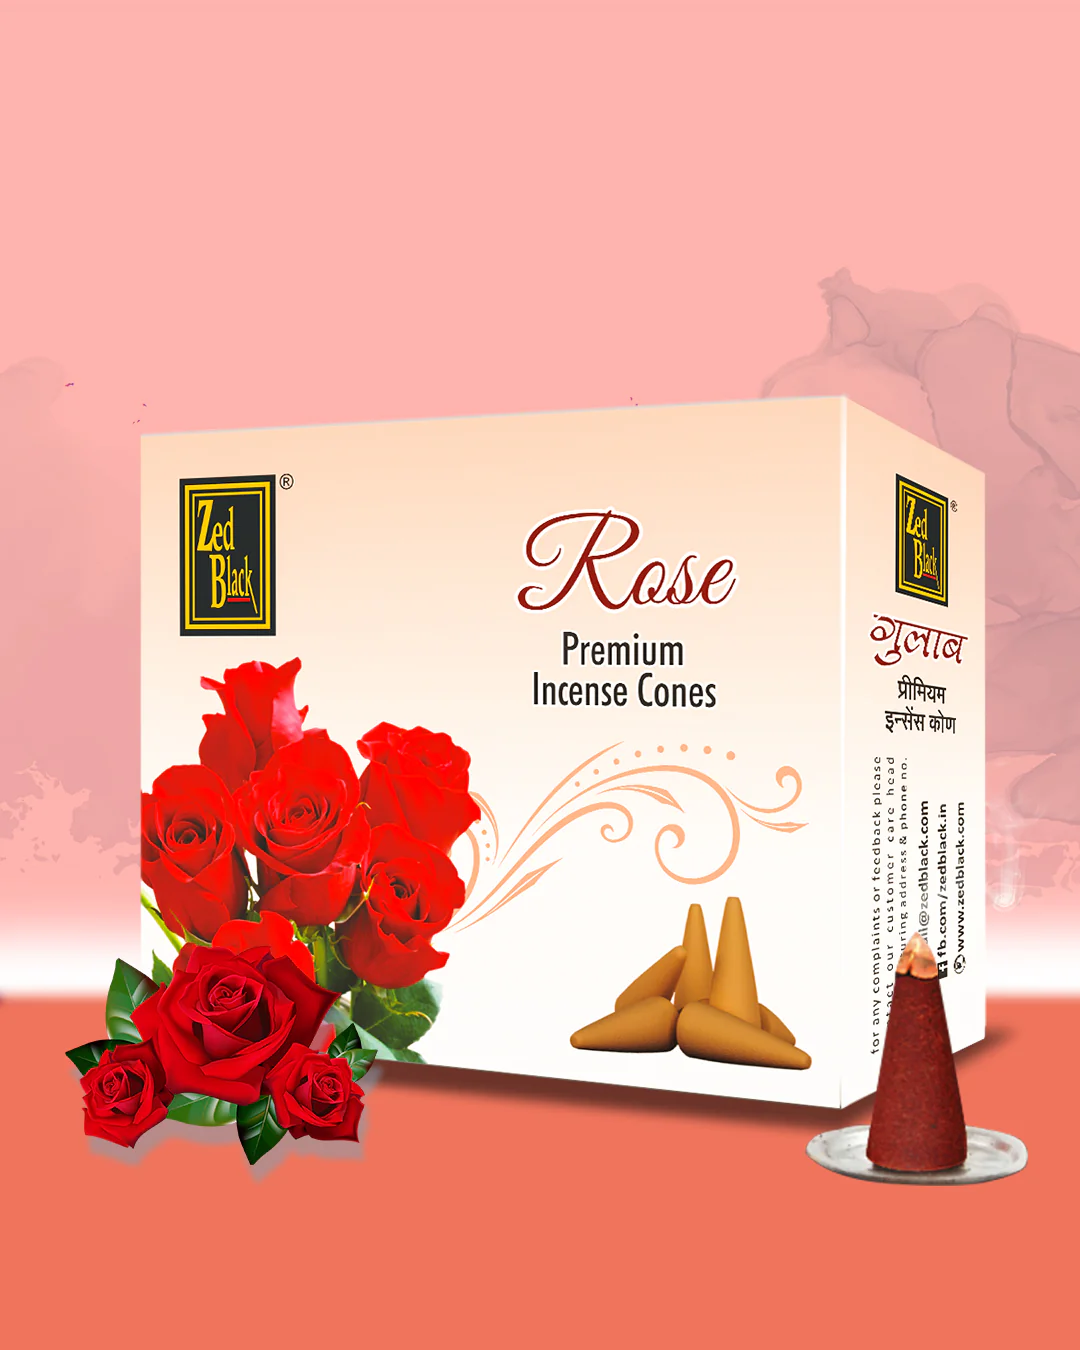 Zed
Black
®
Rose
Premium
Incense Cones
Zed
Black
®
गुलाब
प्रीमियम
इन्सेंस कोण
for any complaints or feedback please
our customer care head
address & phone no.
@zedblack.com
fb.com/zedblack.in
www.zedblack.com